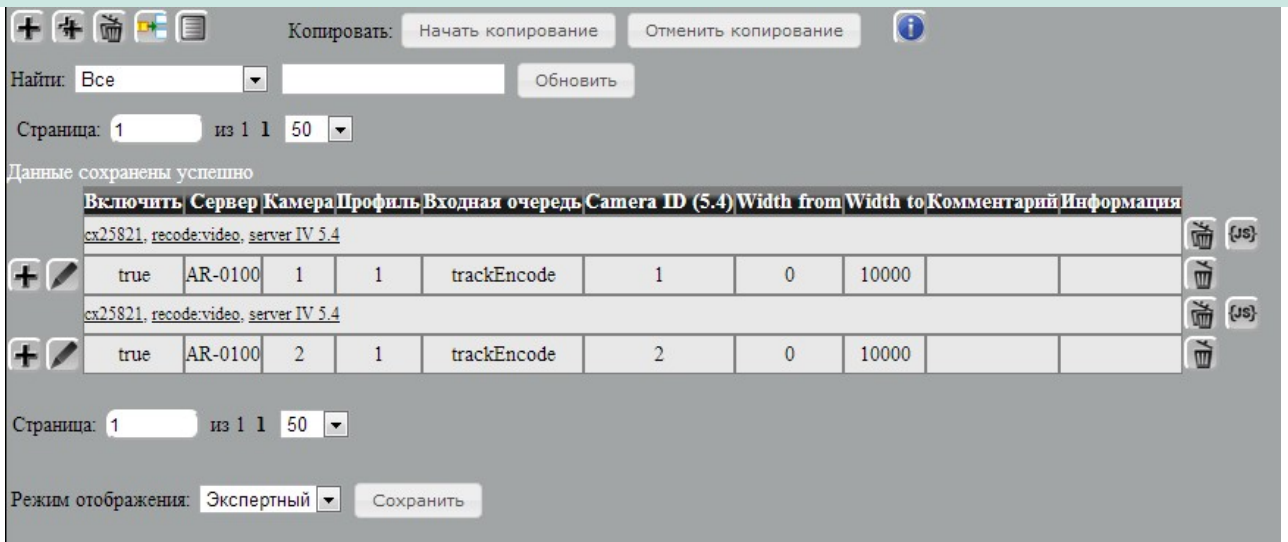 Копировать: Начать копирование Отменить копирование
Найти: Все Обновить
Страница: 1 из 1 1 50
Данные сохранены успешно
Включить Сервер Камера Профиль Входная очередь Camera ID (5.4) Width from Width to Комментарий Информация
cx25821, recode:video, server IV 5.4 {JS}
true AR-0100 1 1 trackEncode 1 0 10000
cx25821, recode:video, server IV 5.4 {JS}
true AR-0100 2 1 trackEncode 2 0 10000
Страница: 1 из 1 1 50
Режим отображения: Экспертный Сохранить